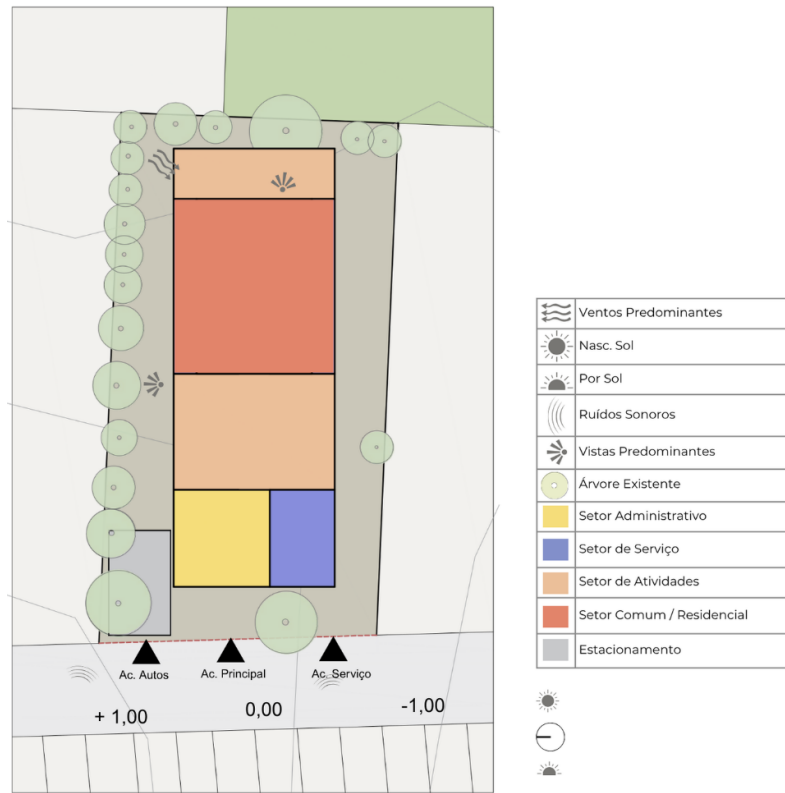 Ac. Autos
Ac. Principal
Ac. Serviço
+ 1,00
0,00
-1,00
Ventos Predominantes
Nasc. Sol
Por Sol
Ruídos Sonoros
Vistas Predominantes
Árvore Existente
Setor Administrativo
Setor de Serviço
Setor de Atividades
Setor Comum / Residencial
Estacionamento